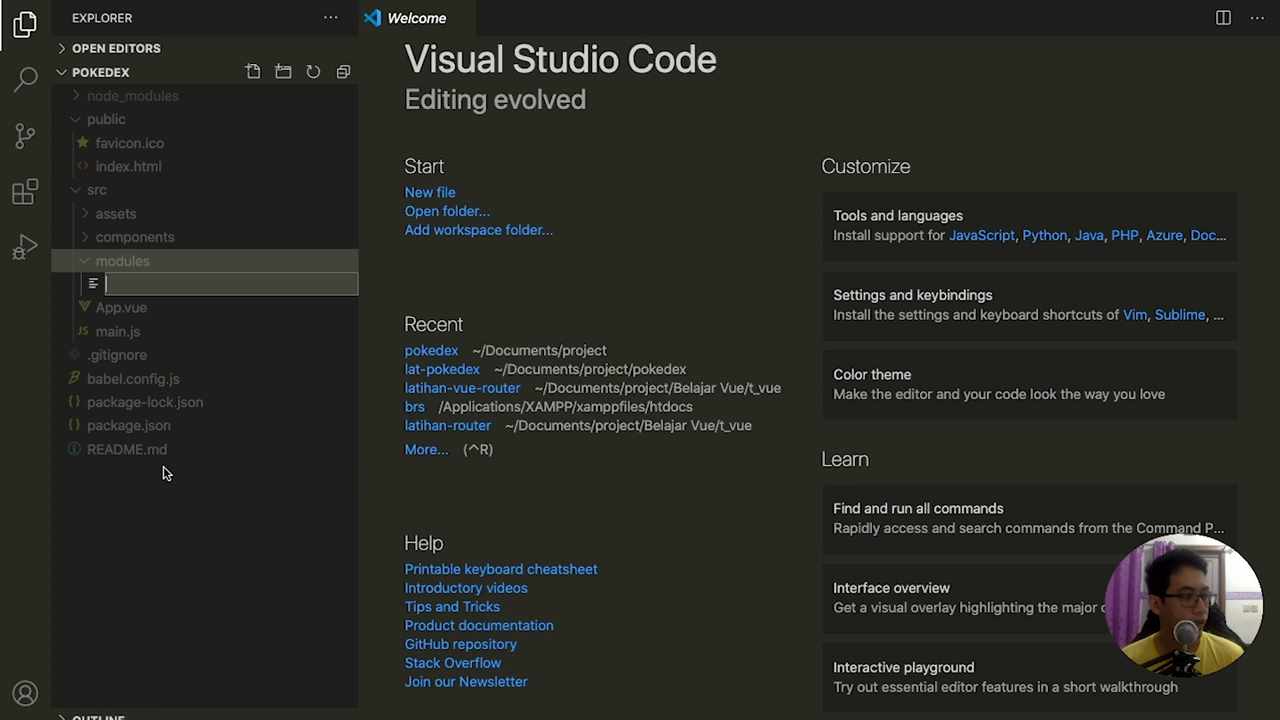 EXPLORER
OPEN EDITORS
POKEDEX
node_modules
public
favicon.ico
index.html
src
assets
components
modules
App.vue
JS main.js
.gitignore
babel.config.js
package-lock.json
package.json
README.md
OUTLINE
Welcome
Visual Studio Code
Editing evolved
Start
New file
Open folder...
Add workspace folder...
Recent
pokedex ~/Documents/project
lat-pokedex ~/Documents/project/pokedex
latihan-vue-router ~/Documents/project/Belajar Vue/t_vue
brs /Applications/XAMPP/xamppfiles/htdocs
latihan-router ~/Documents/project/Belajar Vue/t_vue
More... (^R)
Help
Printable keyboard cheatsheet
Introductory videos
Tips and Tricks
Product documentation
GitHub repository
Stack Overflow
Join our Newsletter
Customize
Tools and languages
Install support for JavaScript, Python, Java, PHP, Azure, Doc...
Settings and keybindings
Install the settings and keyboard shortcuts of Vim, Sublime, ...
Color theme
Make the editor and your code look the way you love
Learn
Find and run all commands
Rapidly access and search commands from the Command P...
Interface overview
Get a visual overlay highlighting the major
Interactive playground
Try out essential editor features in a short walkthrough